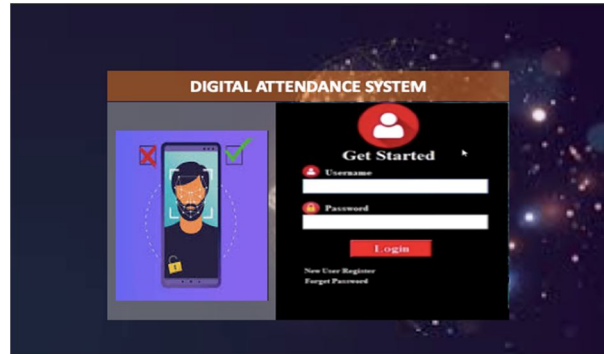 DIGITAL ATTENDANCE SYSTEM
Get Started
Username
Password
Login
New User Register
Forget Password